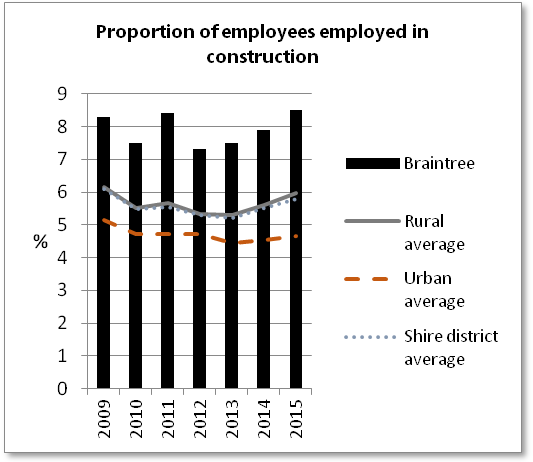 Proportion of employees employed in
construction
9
8
7
6
5
4
3
2
1
0
%
2009
2010
2011
2012
2013
2014
2015
Braintree
Rural
average
Urban
average
Shire district
average